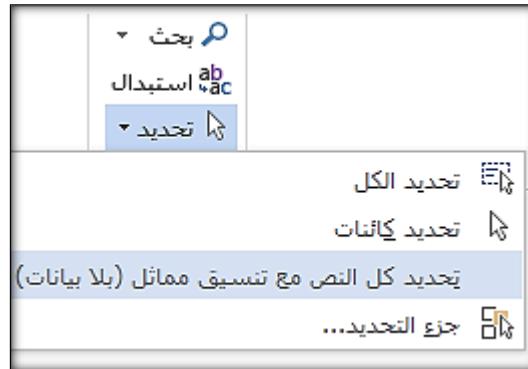 بحث
استبدال
تحديد
تحديد الكل
تحديد كائنات
تحديد كل النص مع تنسيق مماثل (بلا بيانات)
جزء التحديد...